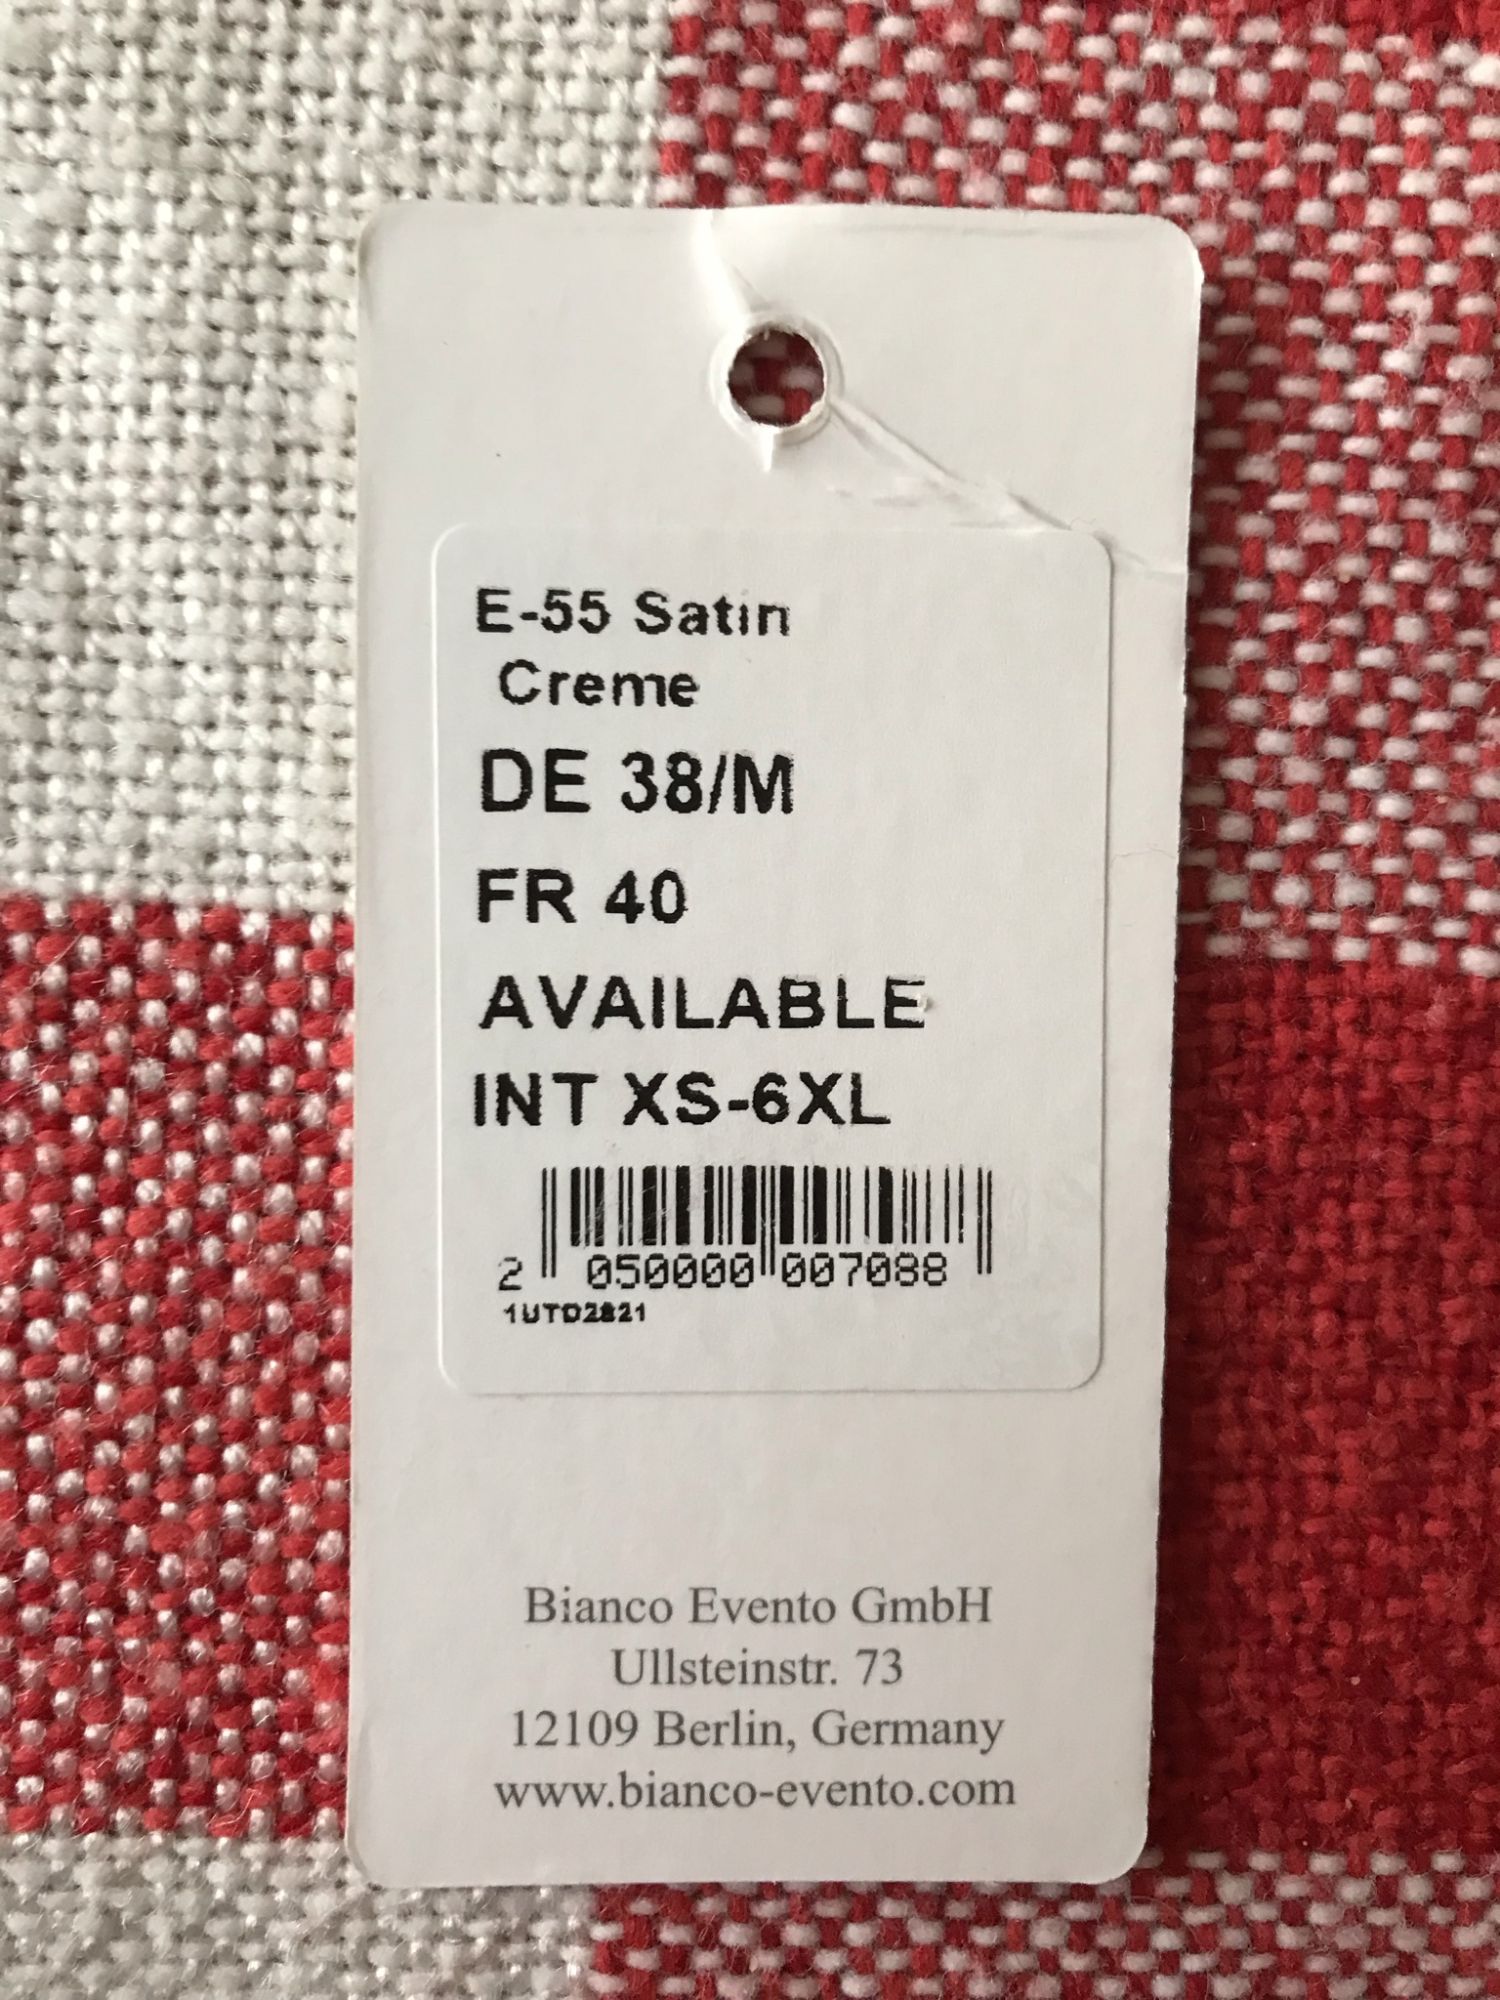 E-55 Satin
Creme
DE 38/M
FR 40
AVAILABLE
INT XS-6XL
2 050000 007088
1UTD2821
Bianco Evento GmbH
Ullsteinstr. 73
12109 Berlin, Germany
www.bianco-evento.com